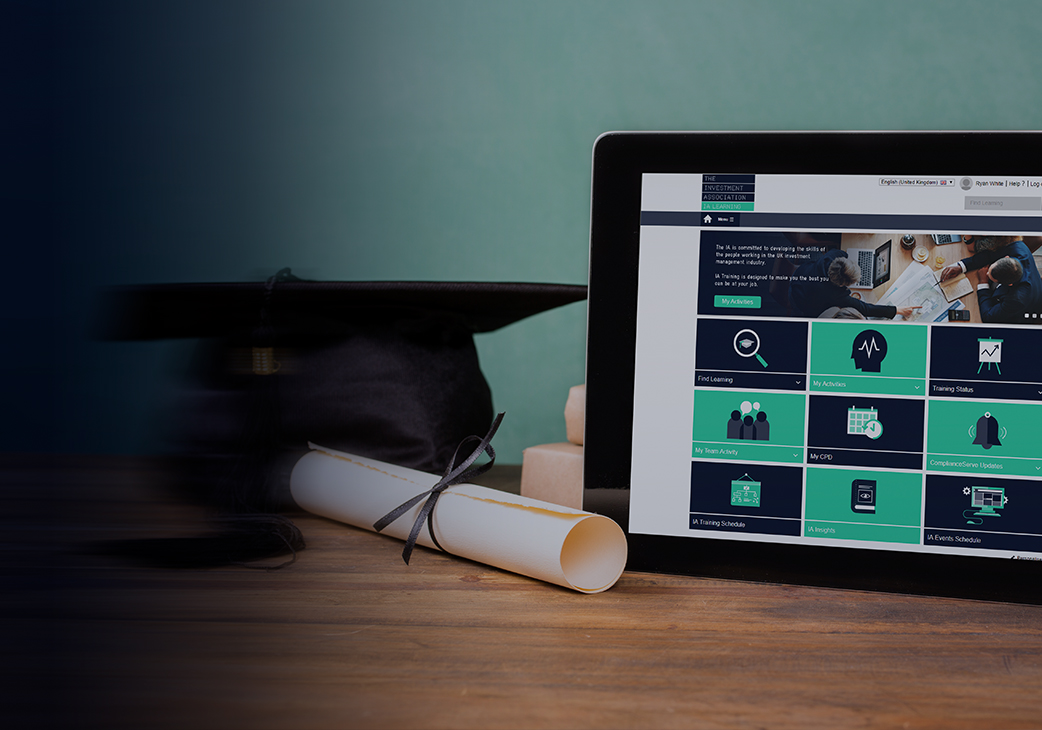 THE
INVESTMENT
ASSOCIATION
IA LEARNING
English (United Kingdom)
Ryan White | Help ? | Log
Find Learning
Menu
The IA is committed to developing the skills of
the people working in the UK investment
management industry.
IA Training is designed to make you the best you
can be at your job.
My Activities
Find Learning
My Activities
Training Status
My Team Activity
My CPD
ComplianceServe Updates
IA Training Schedule
IA Insights
IA Events Schedule